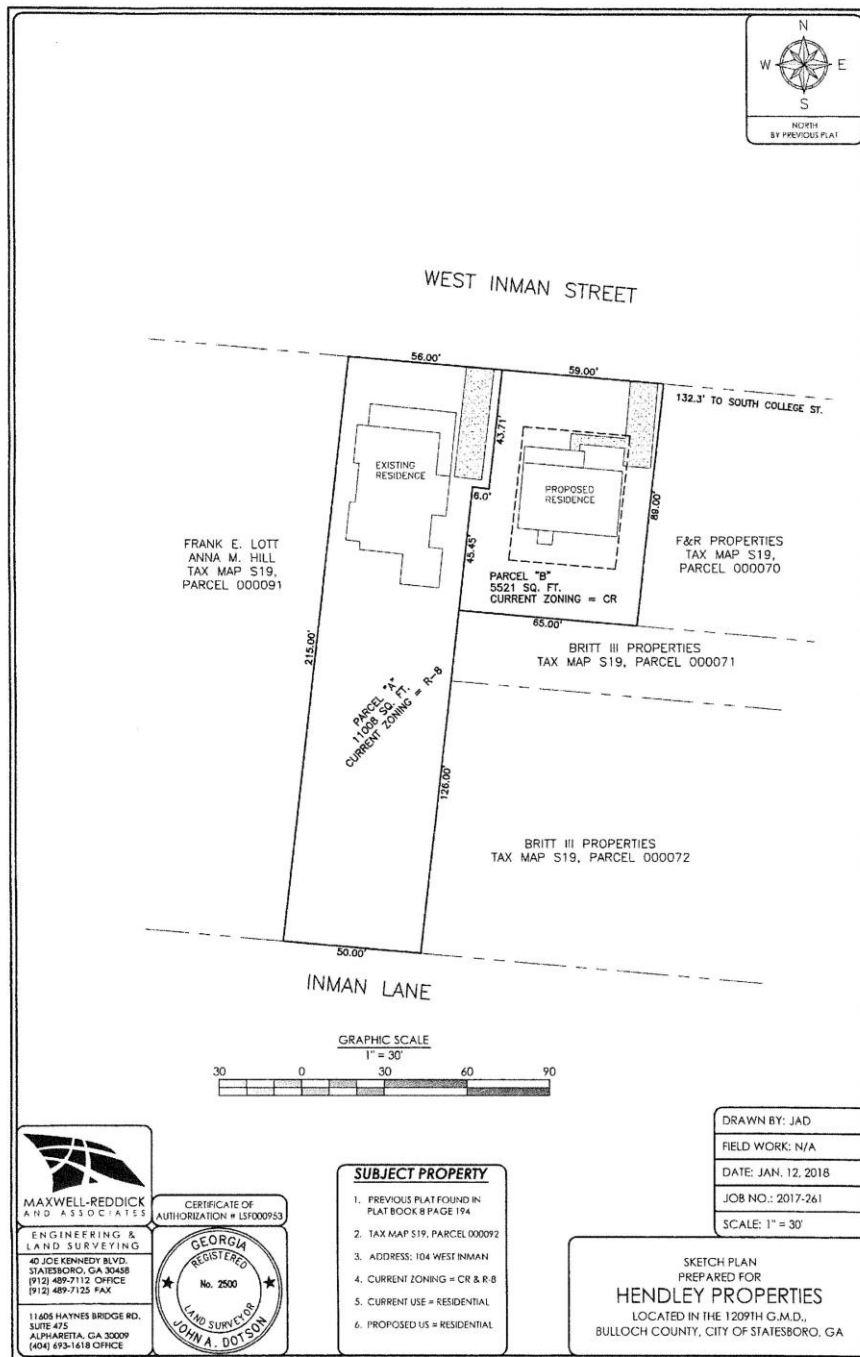 N
W E
S
NORTH
BY PREVIOUS PLAT
WEST INMAN STREET
56.00'
59.00'
132.3' TO SOUTH COLLEGE ST.
43.71'
EXISTING
RESIDENCE
6.0'
PROPOSED
RESIDENCE
89.00'
FRANK E. LOTT
ANNA M. HILL
TAX MAP S19,
PARCEL 000091
45.45'
F&R PROPERTIES
TAX MAP S19,
PARCEL 000070
PARCEL "B"
5521 SQ. FT.
CURRENT ZONING = CR
65.00'
215.00'
BRITT III PROPERTIES
TAX MAP S19, PARCEL 000071
PARCEL "A"
11008 SQ. FT.
CURRENT ZONING = R-8
126.00'
BRITT III PROPERTIES
TAX MAP S19, PARCEL 000072
50.00'
INMAN LANE
GRAPHIC SCALE
1" = 30'
30 0 30 60 90
MAXWELL-REDDICK
AND ASSOCIATES
ENGINEERING &
LAND SURVEYING
40 JOE KENNEDY BLVD.
STATESBORO, GA 30458
(912) 489-7112 OFFICE
(912) 489-7125 FAX
11605 HAYNES BRIDGE RD.
SUITE 475
ALPHARETTA, GA 30009
(404) 693-1618 OFFICE
CERTIFICATE OF
AUTHORIZATION # LSF000953
GEORGIA
REGISTERED
No. 2500
LAND SURVEYOR
JOHN A. DOTSON
SUBJECT PROPERTY
1. PREVIOUS PLAT FOUND IN
PLAT BOOK 8 PAGE 194
2. TAX MAP S19, PARCEL 000092
3. ADDRESS: 104 WEST INMAN
4. CURRENT ZONING = CR & R-8
5. CURRENT USE = RESIDENTIAL
6. PROPOSED US = RESIDENTIAL
DRAWN BY: JAD
FIELD WORK: N/A
DATE: JAN. 12, 2018
JOB NO.: 2017-261
SCALE: 1" = 30'
SKETCH PLAN
PREPARED FOR
HENDLEY PROPERTIES
LOCATED IN THE 1209TH G.M.D.,
BULLOCH COUNTY, CITY OF STATESBORO, GA